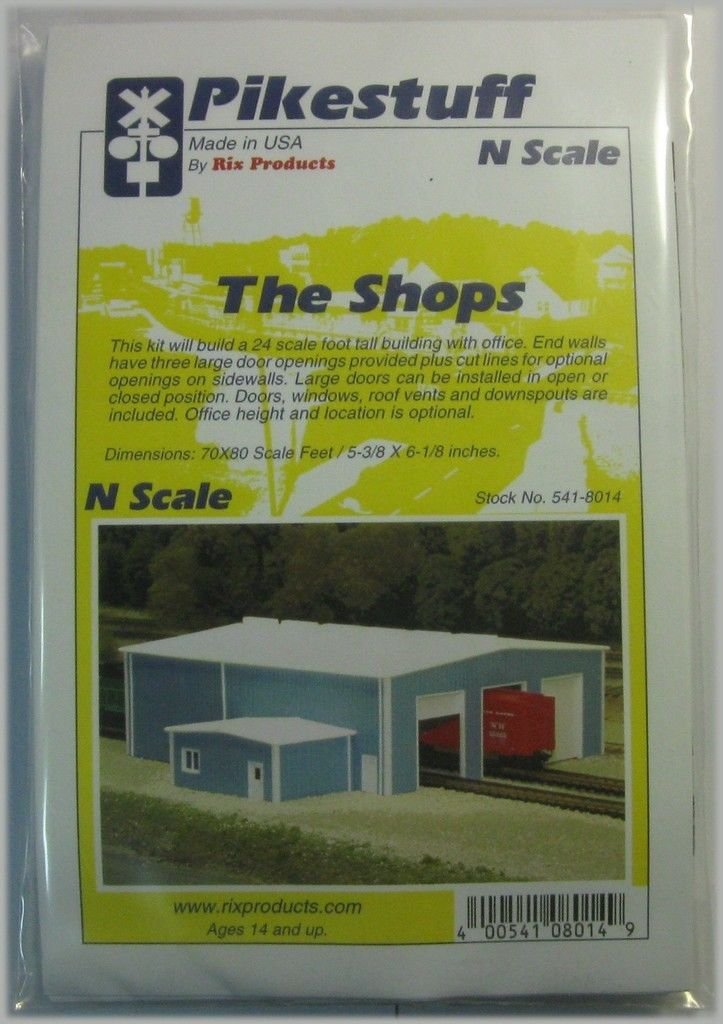 Pikestuff
Made in USA
By Rix Products
N Scale
The Shops
This kit will build a 24 scale foot tall building with office. End walls
have three large door openings provided plus cut lines for optional
openings on sidewalls. Large doors can be installed in open or
closed position. Doors, windows, roof vents and downspouts are
included. Office height and location is optional.
Dimensions: 70X80 Scale Feet / 5-3/8 X 6-1/8 inches.
N Scale
Stock No. 541-8014
www.rixproducts.com
Ages 14 and up.
4 00541 08014 9